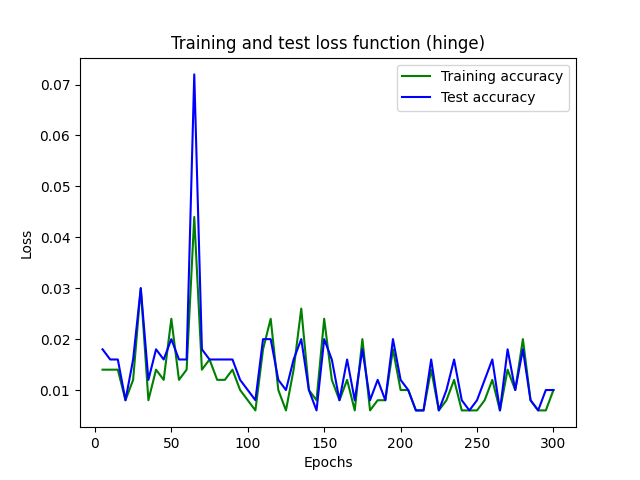 Training and test loss function (hinge)
Training accuracy
Test accuracy
0.07
0.06
0.05
0.04
0.03
0.02
0.01
Loss
0 50 100 150 200 250 300
Epochs